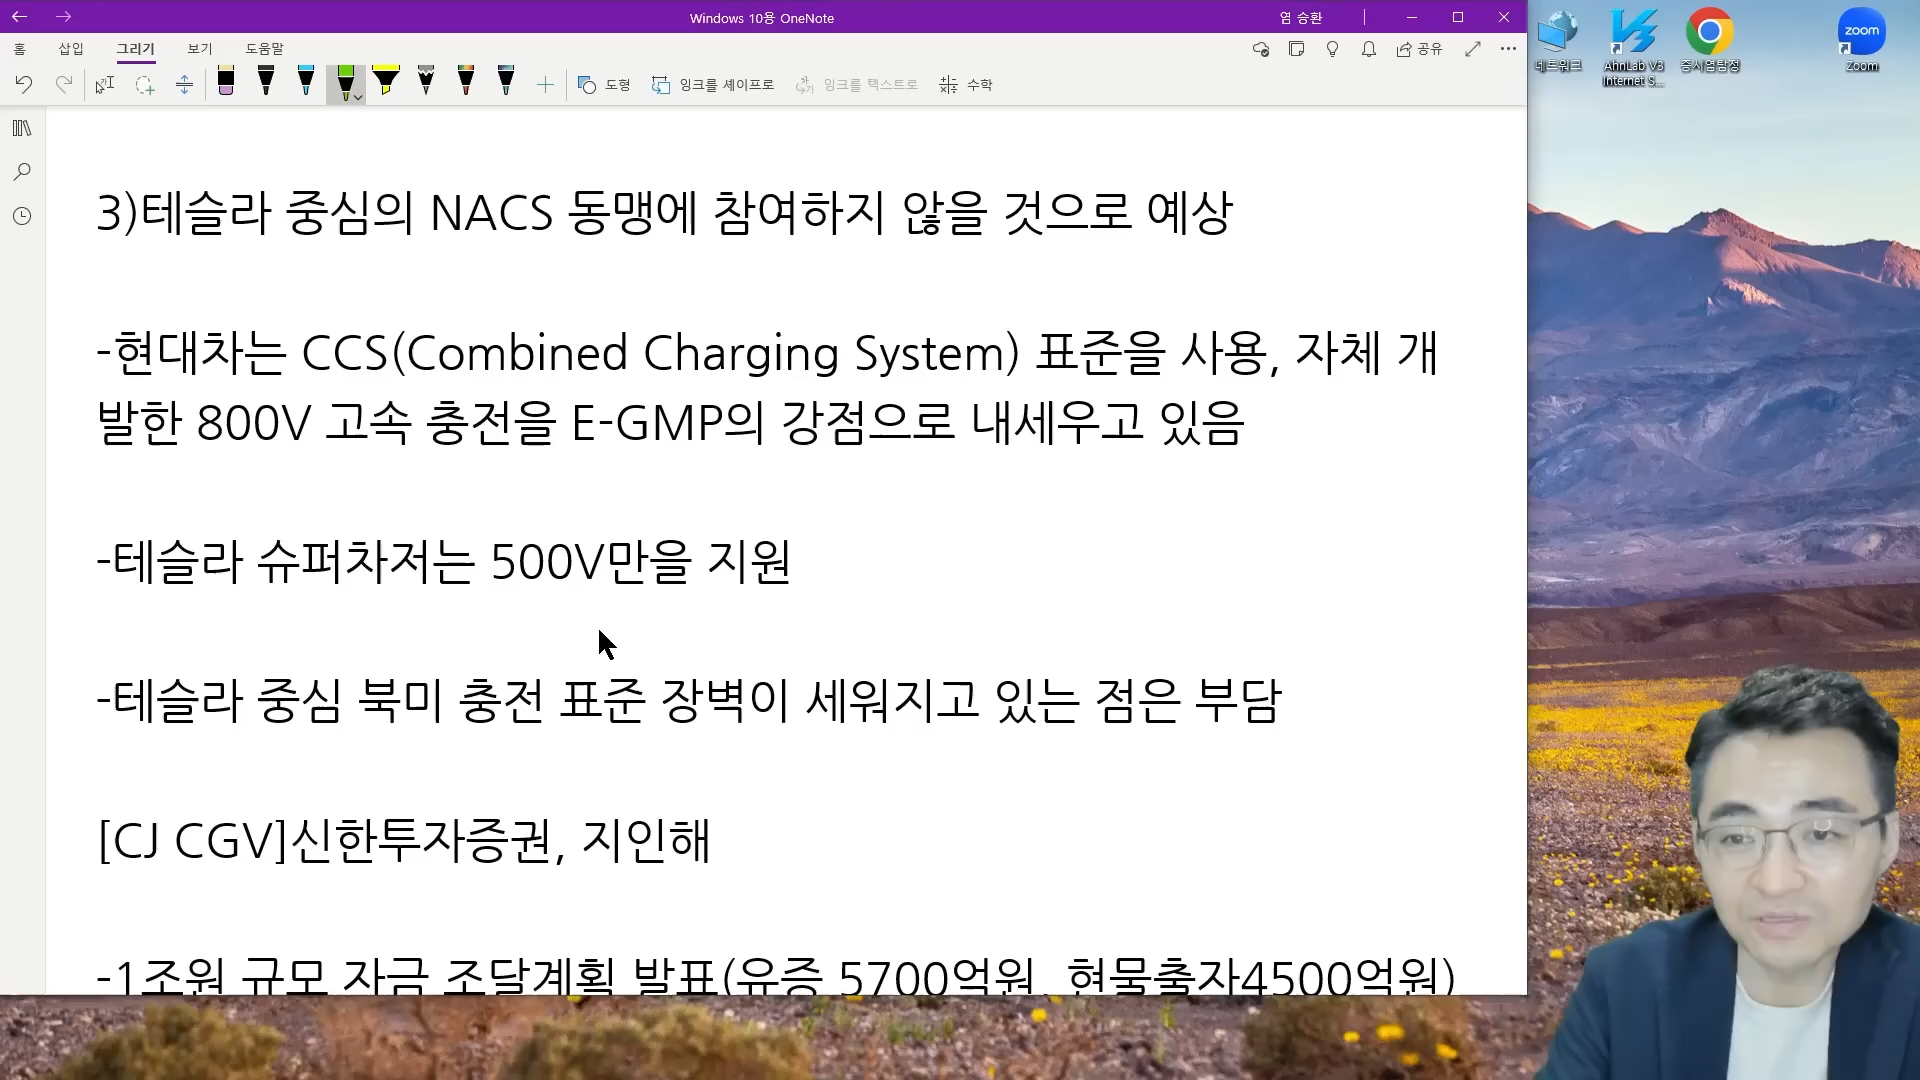 Windows 10용 OneNote
염 승환
홈 삽입 그리기 보기 도움말
공유
도형 잉크를 셰이프로 잉크를 텍스트로 수학
3)테슬라 중심의 NACS 동맹에 참여하지 않을 것으로 예상
-현대차는 CCS(Combined Charging System) 표준을 사용, 자체 개
발한 800V 고속 충전을 E-GMP의 강점으로 내세우고 있음
-테슬라 슈퍼차저는 500V만을 지원
-테슬라 중심 북미 충전 표준 장벽이 세워지고 있는 점은 부담
[CJ CGV]신한투자증권, 지인해
-1조원 규모 자금 조달계획 발표(유증 5700억원, 현물출자4500억원)
네트워크
AhnLab V3
Internet S...
증시염탐정
zoom
Zoom